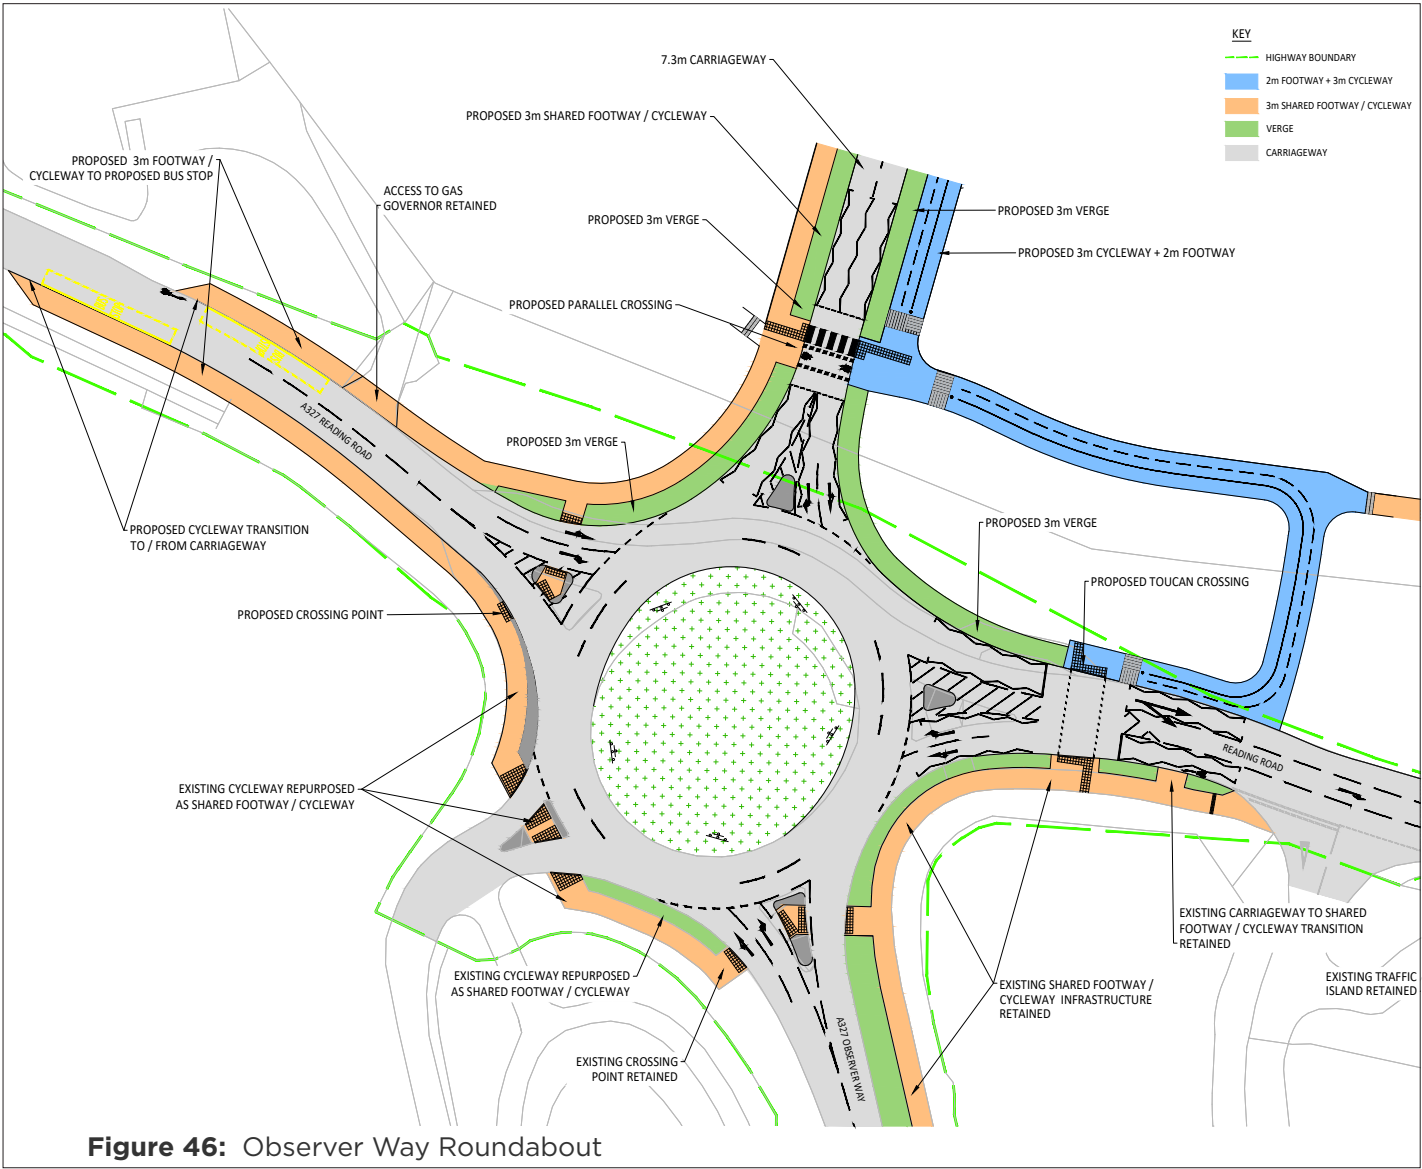 KEY
HIGHWAY BOUNDARY
2m FOOTWAY + 3m CYCLEWAY
3m SHARED FOOTWAY / CYCLEWAY
VERGE
CARRIAGEWAY
7.3m CARRIAGEWAY
PROPOSED 3m SHARED FOOTWAY / CYCLEWAY
PROPOSED 3m FOOTWAY /
CYCLEWAY TO PROPOSED BUS STOP
ACCESS TO GAS
GOVERNOR RETAINED
PROPOSED 3m VERGE
PROPOSED 3m VERGE
PROPOSED 3m CYCLEWAY + 2m FOOTWAY
PROPOSED PARALLEL CROSSING
A327 READING ROAD
PROPOSED 3m VERGE
PROPOSED CYCLEWAY TRANSITION
TO / FROM CARRIAGEWAY
PROPOSED 3m VERGE
PROPOSED TOUCAN CROSSING
PROPOSED CROSSING POINT
READING ROAD
EXISTING CYCLEWAY REPURPOSED
AS SHARED FOOTWAY / CYCLEWAY
EXISTING CARRIAGEWAY TO SHARED
FOOTWAY / CYCLEWAY TRANSITION
RETAINED
EXISTING CYCLEWAY REPURPOSED
AS SHARED FOOTWAY / CYCLEWAY
EXISTING SHARED FOOTWAY /
CYCLEWAY INFRASTRUCTURE
RETAINED
EXISTING TRAFFIC
ISLAND RETAINED
A327 OBSERVER WAY
EXISTING CROSSING
POINT RETAINED
Figure 46: Observer Way Roundabout